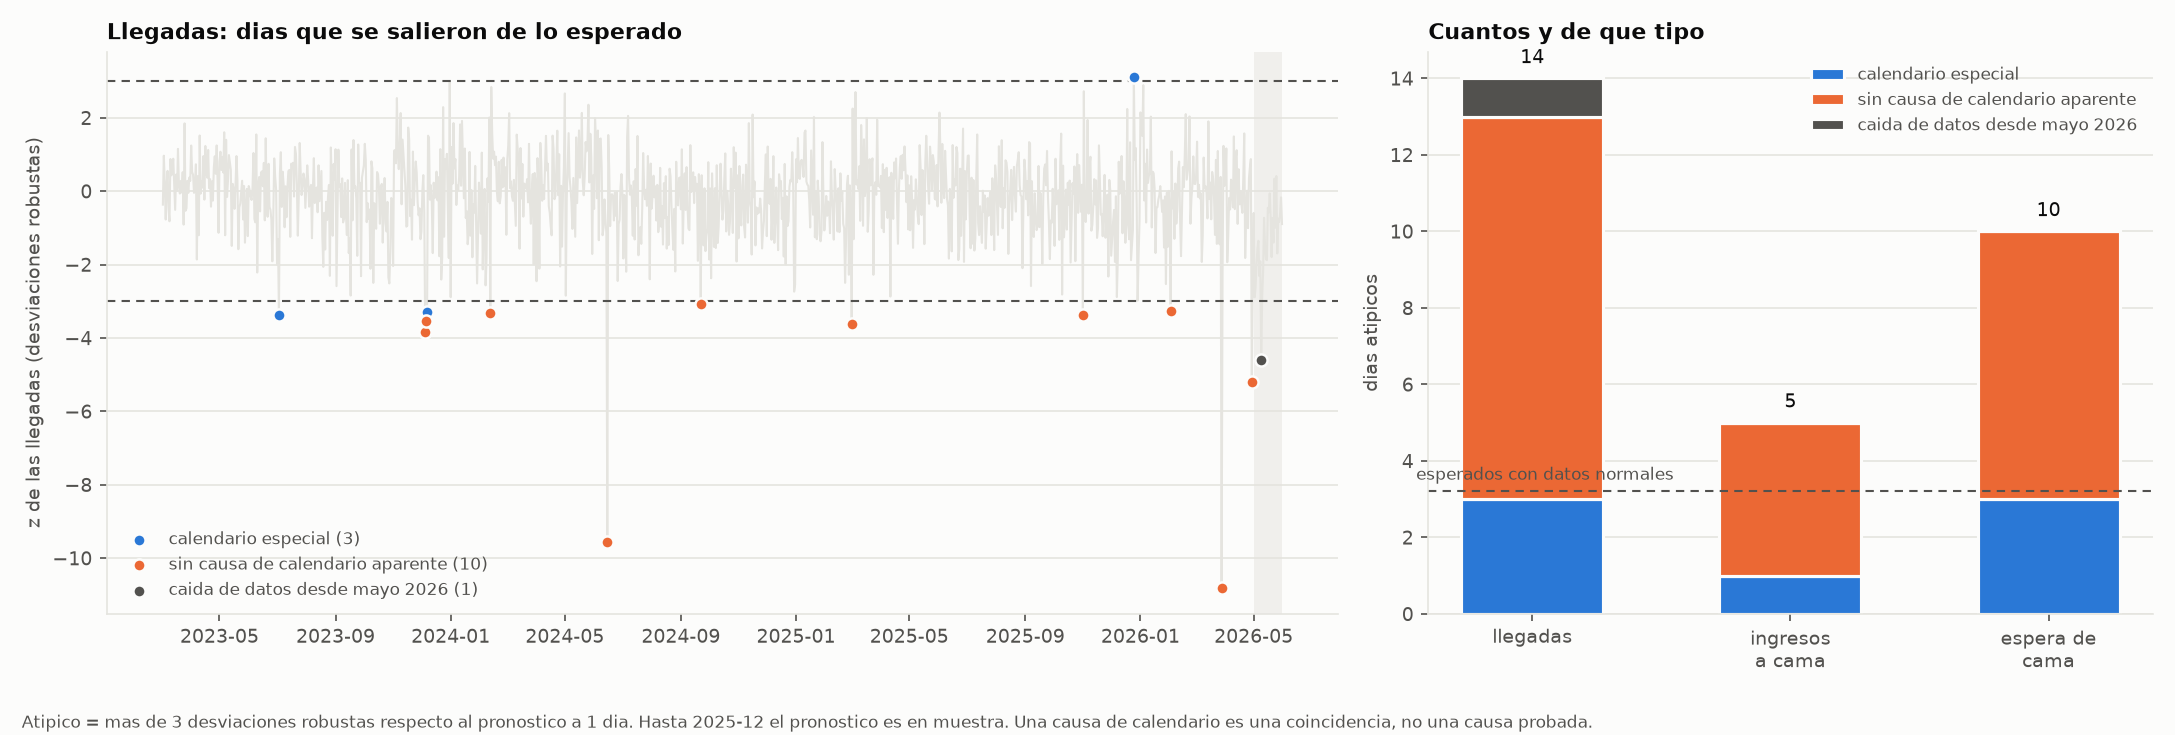 Llegadas: dias que se salieron de lo esperado
z de las llegadas (desviaciones robustas)
2
0
−2
−4
−6
−8
−10
calendario especial (3)
sin causa de calendario aparente (10)
caida de datos desde mayo 2026 (1)
2023-05
2023-09
2024-01
2024-05
2024-09
2025-01
2025-05
2025-09
2026-01
2026-05
Cuantos y de que tipo
dias atipicos
14
12
10
8
6
4
2
0
14
5
10
calendario especial
sin causa de calendario aparente
caida de datos desde mayo 2026
esperados con datos normales
llegadas
ingresos
a cama
espera de
cama
Atipico = mas de 3 desviaciones robustas respecto al pronostico a 1 dia. Hasta 2025-12 el pronostico es en muestra. Una causa de calendario es una coincidencia, no una causa probada.